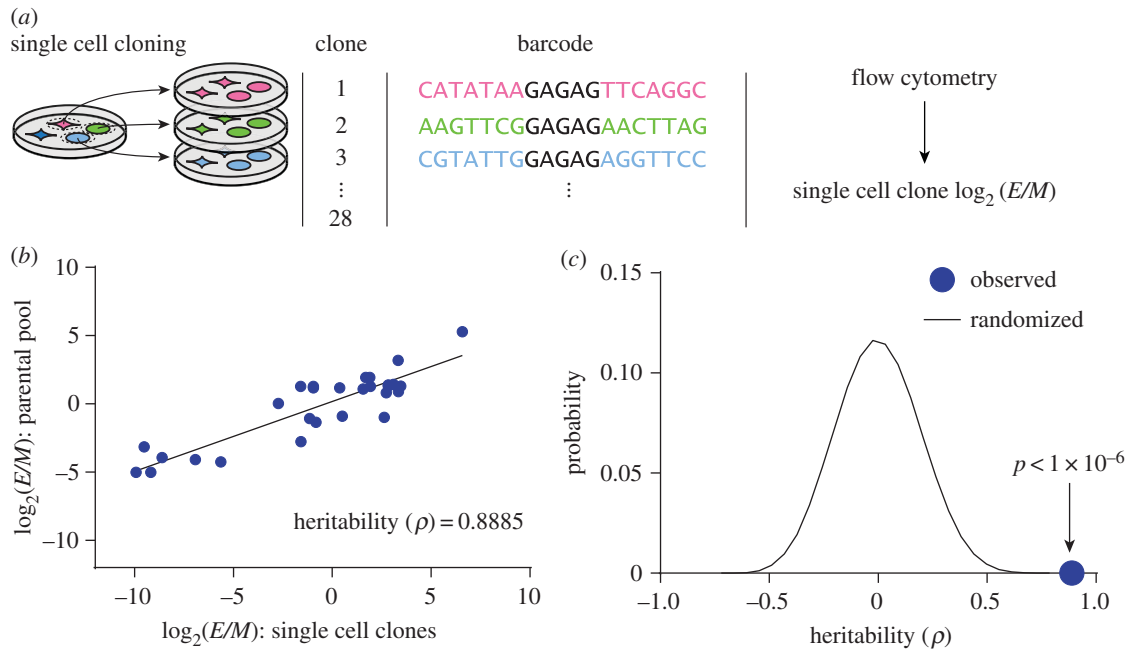 (a)
single cell cloning
clone
barcode
1
CATATAAGAGAGTTCAGGC
2
AAGTTCGGAGAGAACTTAG
3
CGTATTGGAGAGAGGTTCC
⋮
⋮
28
flow cytometry
single cell clone log₂ (E/M)
(b)
log₂(E/M): parental pool
10
5
0
−5
−10
heritability (ρ) = 0.8885
−10
−5
0
5
10
log₂(E/M): single cell clones
(c)
probability
0.15
0.10
0.05
0
observed
randomized
p < 1 × 10⁻⁶
−1.0
−0.5
0
0.5
1.0
heritability (ρ)